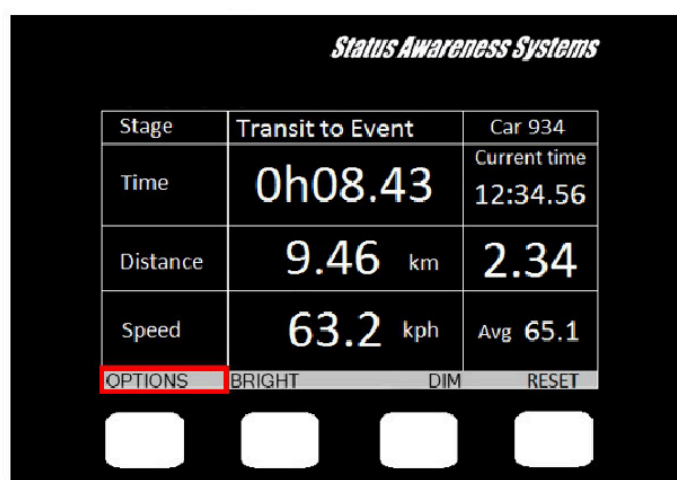 Status Awareness Systems
Stage Transit to Event Car 934
Time 0h08.43 Current time
12:34.56
Distance 9.46 km 2.34
Speed 63.2 kph Avg 65.1
OPTIONS BRIGHT DIM RESET